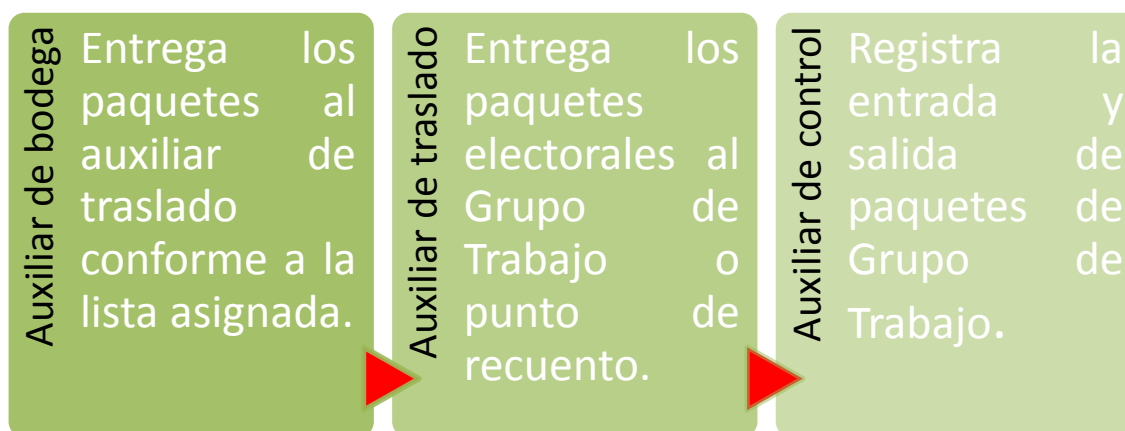 Auxiliar de bodega
Entrega los
paquetes al
auxiliar de
traslado
conforme a la
lista asignada.
Auxiliar de traslado
Entrega los
paquetes
electorales al
Grupo de
Trabajo o
punto de
recuento.
Auxiliar de control
Registra la
entrada y
salida de
paquetes de
Grupo de
Trabajo.